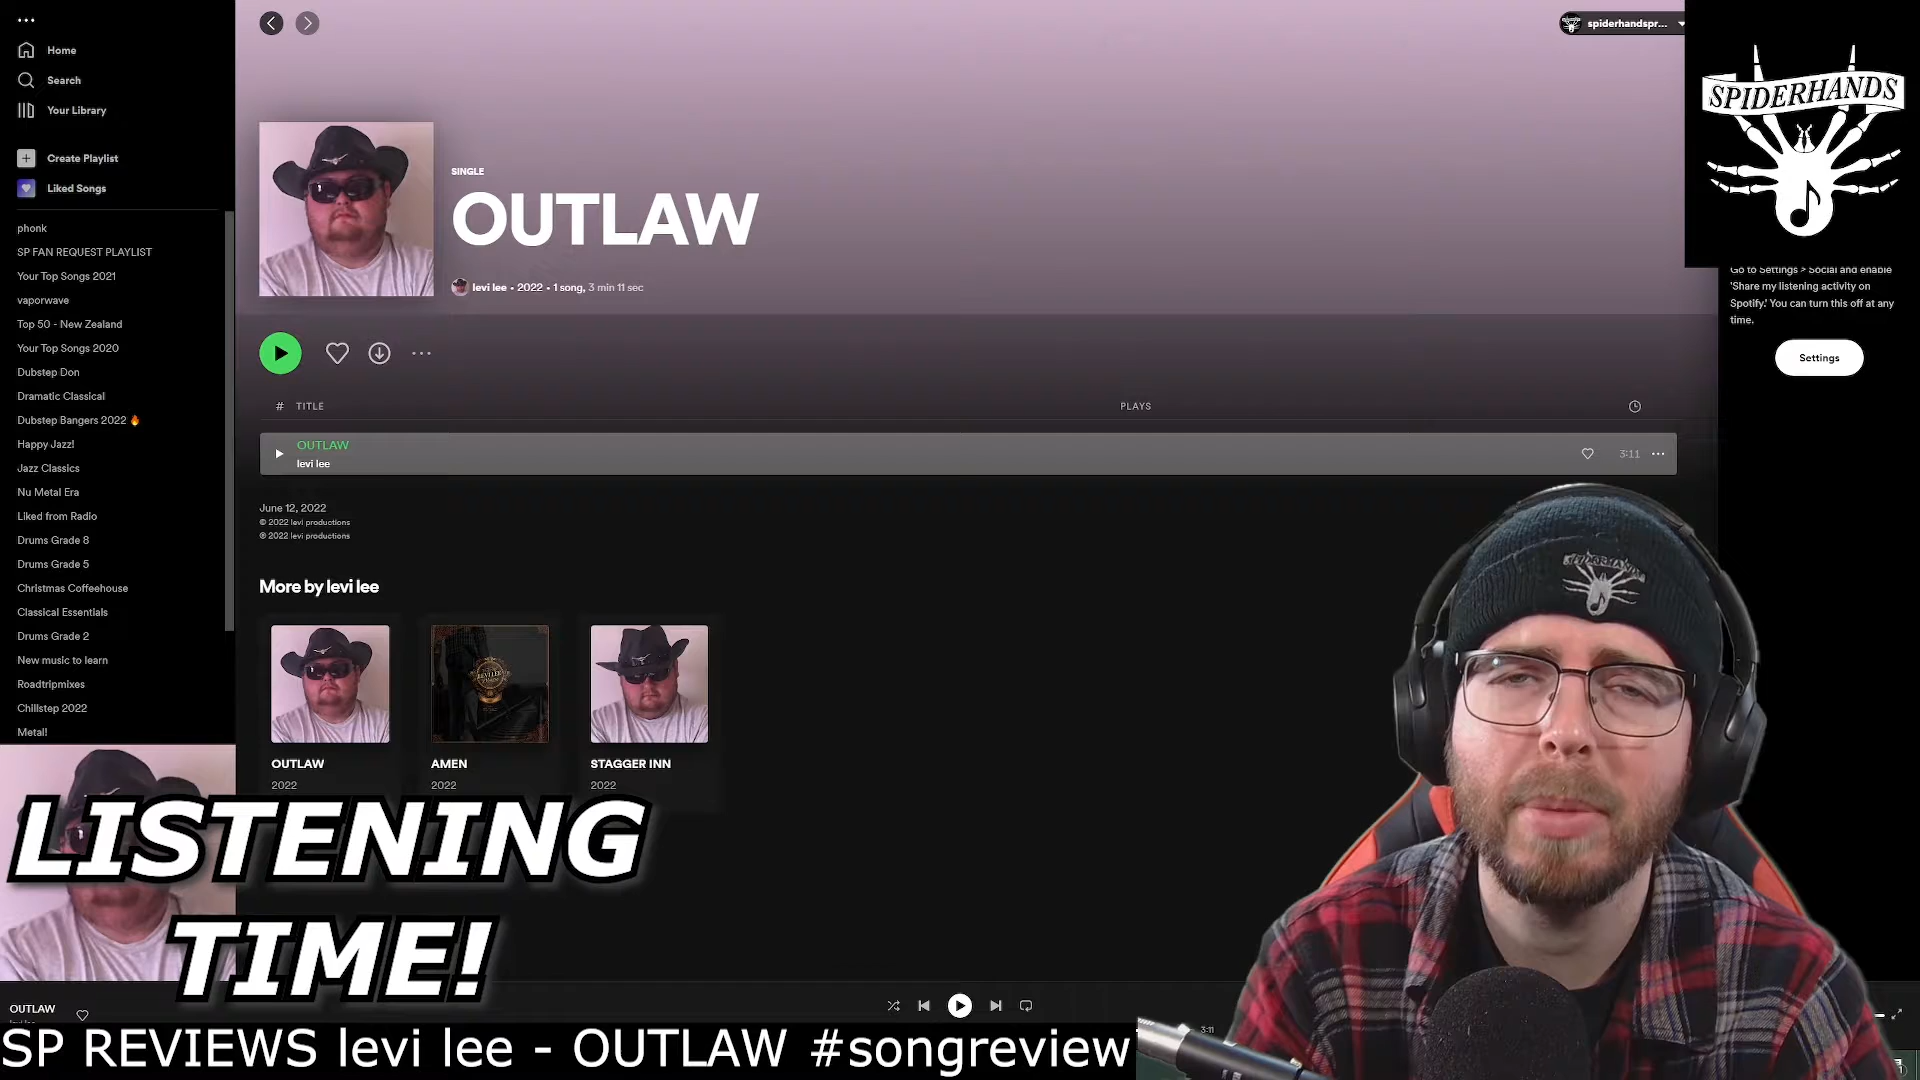 Home
Search
Your Library
Create Playlist
Liked Songs
phonk
SP FAN REQUEST PLAYLIST
Your Top Songs 2021
vaporwave
Top 50 - New Zealand
Your Top Songs 2020
Dubstep Don
Dramatic Classical
Dubstep Bangers 2022 🔥
Happy Jazz!
Jazz Classics
Nu Metal Era
Liked from Radio
Drums Grade 8
Drums Grade 5
Christmas Coffeehouse
Classical Essentials
Drums Grade 2
New music to learn
Roadtripmixes
Chillstep 2022
Metal!
spiderhandspr...
SPIDERHANDS
SINGLE
OUTLAW
levi lee • 2022 • 1 song, 3 min 11 sec
Go to Settings > Social and enable
'Share my listening activity on
Spotify.' You can turn this off at any
time.
Settings
# TITLE PLAYS
OUTLAW
levi lee
3:11
June 12, 2022
© 2022 levi productions
℗ 2022 levi productions
More by levi lee
OUTLAW
2022
AMEN
2022
STAGGER INN
2022
SPIDERHANDS
LISTENING
TIME!
OUTLAW
3:11
SP REVIEWS levi lee - OUTLAW #songreview